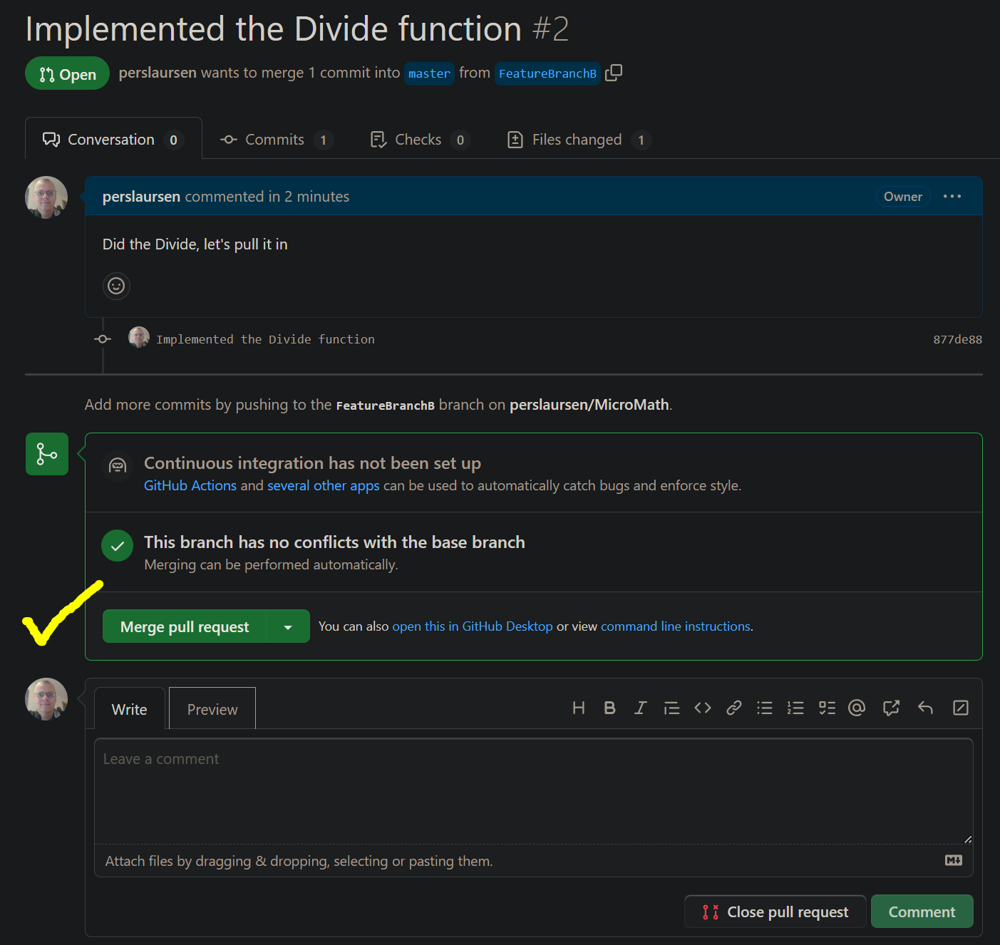 Implemented the Divide function #2
Open perslaursen wants to merge 1 commit into master from FeatureBranchB
Conversation 0 Commits 1 Checks 0 Files changed 1
perslaursen commented in 2 minutes Owner
Did the Divide, let's pull it in
Implemented the Divide function 877de88
Add more commits by pushing to the FeatureBranchB branch on perslaursen/MicroMath.
Continuous integration has not been set up
GitHub Actions and several other apps can be used to automatically catch bugs and enforce style.
This branch has no conflicts with the base branch
Merging can be performed automatically.
Merge pull request You can also open this in GitHub Desktop or view command line instructions.
Write Preview
Leave a comment
Attach files by dragging & dropping, selecting or pasting them.
Close pull request Comment